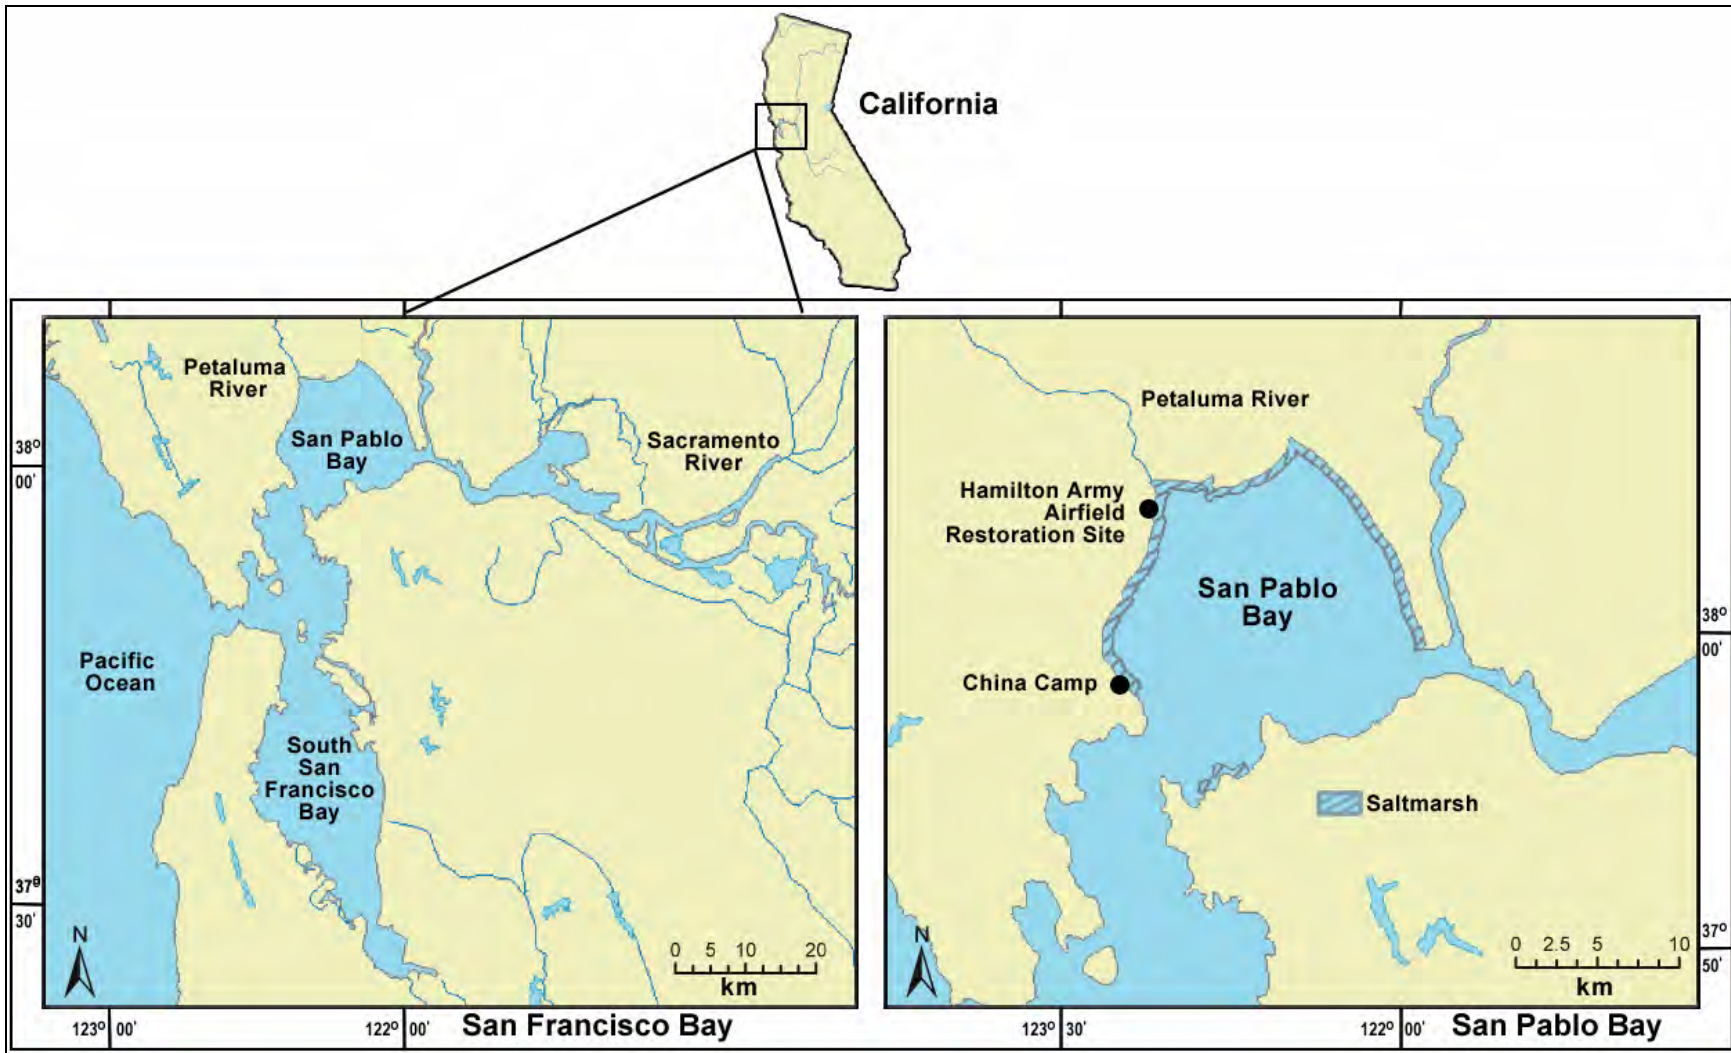 California
Petaluma
River
San Pablo
Bay
Sacramento
River
Pacific
Ocean
South
San
Francisco
Bay
38º
00'
37º
30'
N
0 5 10 20
km
123º 00'
122º 00'
San Francisco Bay
Petaluma River
Hamilton Army
Airfield
Restoration Site
San Pablo
Bay
China Camp
Saltmarsh
38º
00'
37º
50'
N
0 2.5 5 10
km
123º 30'
122º 00'
San Pablo Bay